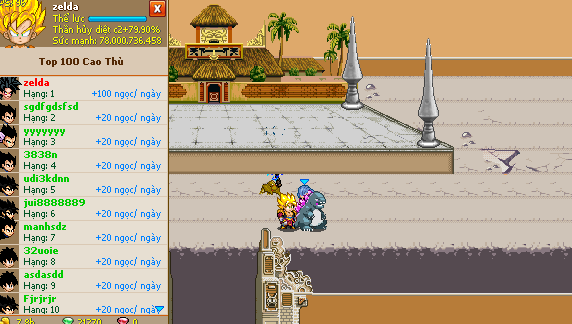 zelda
Thể lực
Thần hủy diệt c2+79.90%
Sức mạnh: 78,000,736,458
Top 100 Cao Thủ
zelda
Hạng: 1 +100 ngọc/ ngày
sgdfgdsfsd
Hạng: 2 +20 ngọc/ ngày
yyyyyyy
Hạng: 3 +20 ngọc/ ngày
3838n
Hạng: 4 +20 ngọc/ ngày
udi3kdnn
Hạng: 5 +20 ngọc/ ngày
jui8888889
Hạng: 6 +20 ngọc/ ngày
manhsdz
Hạng: 7 +20 ngọc/ ngày
32uoie
Hạng: 8 +20 ngọc/ ngày
asdasdd
Hạng: 9 +20 ngọc/ ngày
Fjrjrjr
Hạng: 10 +20 ngọc/ ngày